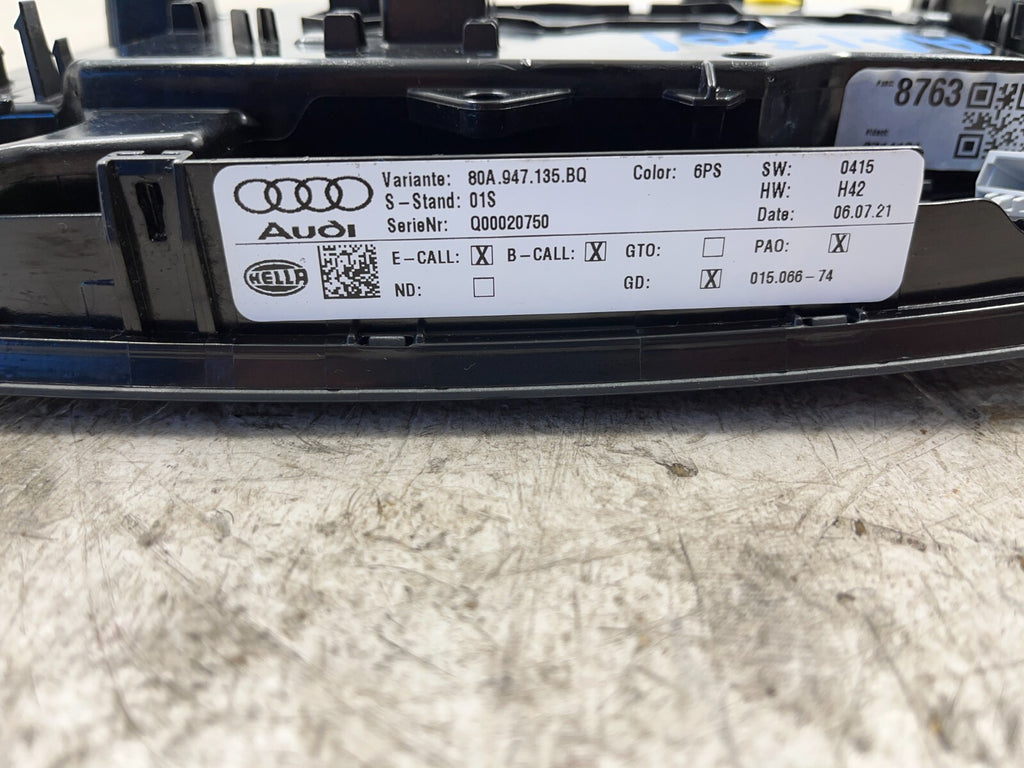 8763
Variante: 80A.947.135.BQ Color: 6PS SW: 0415
S-Stand: 01S HW: H42
Audi SerieNr: Q00020750 Date: 06.07.21
HELLA E-CALL: X B-CALL: X GTO: PAO: X
ND: GD: X 015.066-74